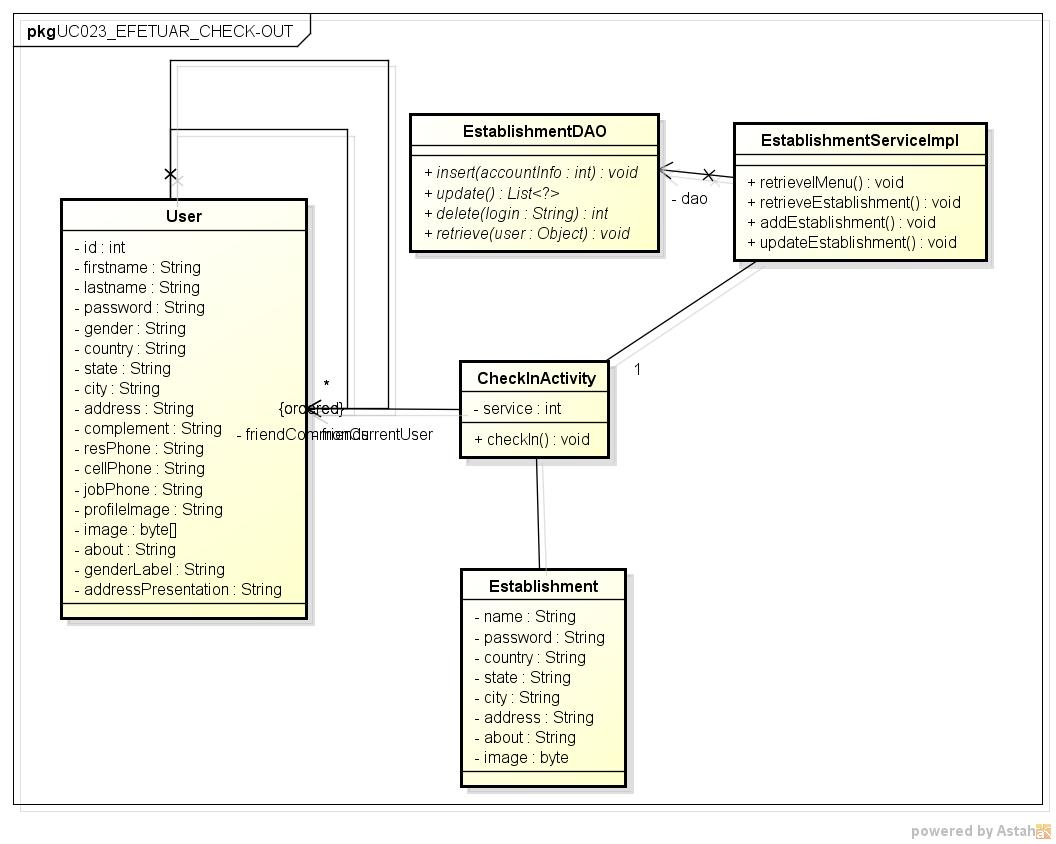 pkgUC023_EFETUAR_CHECK-OUT
EstablishmentDAO
+ insert(accountInfo : int) : void
+ update() : List<?>
+ delete(login : String) : int
+ retrieve(user : Object) : void
EstablishmentServiceImpl
+ retrievelMenu() : void
+ retrieveEstablishment() : void
+ addEstablishment() : void
+ updateEstablishment() : void
- dao
User
- id : int
- firstname : String
- lastname : String
- password : String
- gender : String
- country : String
- state : String
- city : String
- address : String
- complement : String
- resPhone : String
- cellPhone : String
- jobPhone : String
- profileImage : String
- image : byte[]
- about : String
- genderLabel : String
- addressPresentation : String
*
{ordered}
1
CheckInActivity
- service : int
+ checkIn() : void
Establishment
- name : String
- password : String
- country : String
- state : String
- city : String
- address : String
- about : String
- image : byte
powered by Astah